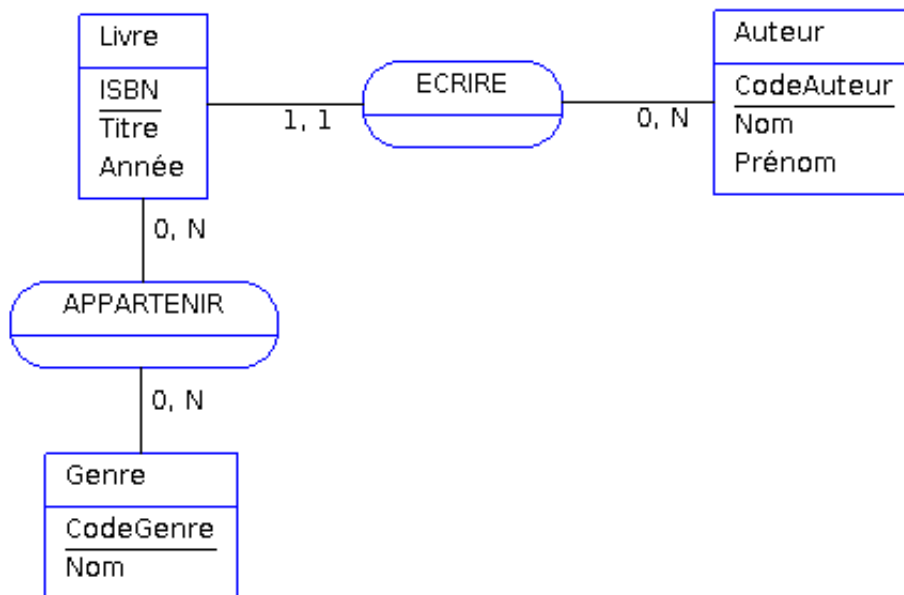 Livre
ISBN
Titre
Année
1, 1
ECRIRE
0, N
Auteur
CodeAuteur
Nom
Prénom
0, N
APPARTENIR
0, N
Genre
CodeGenre
Nom